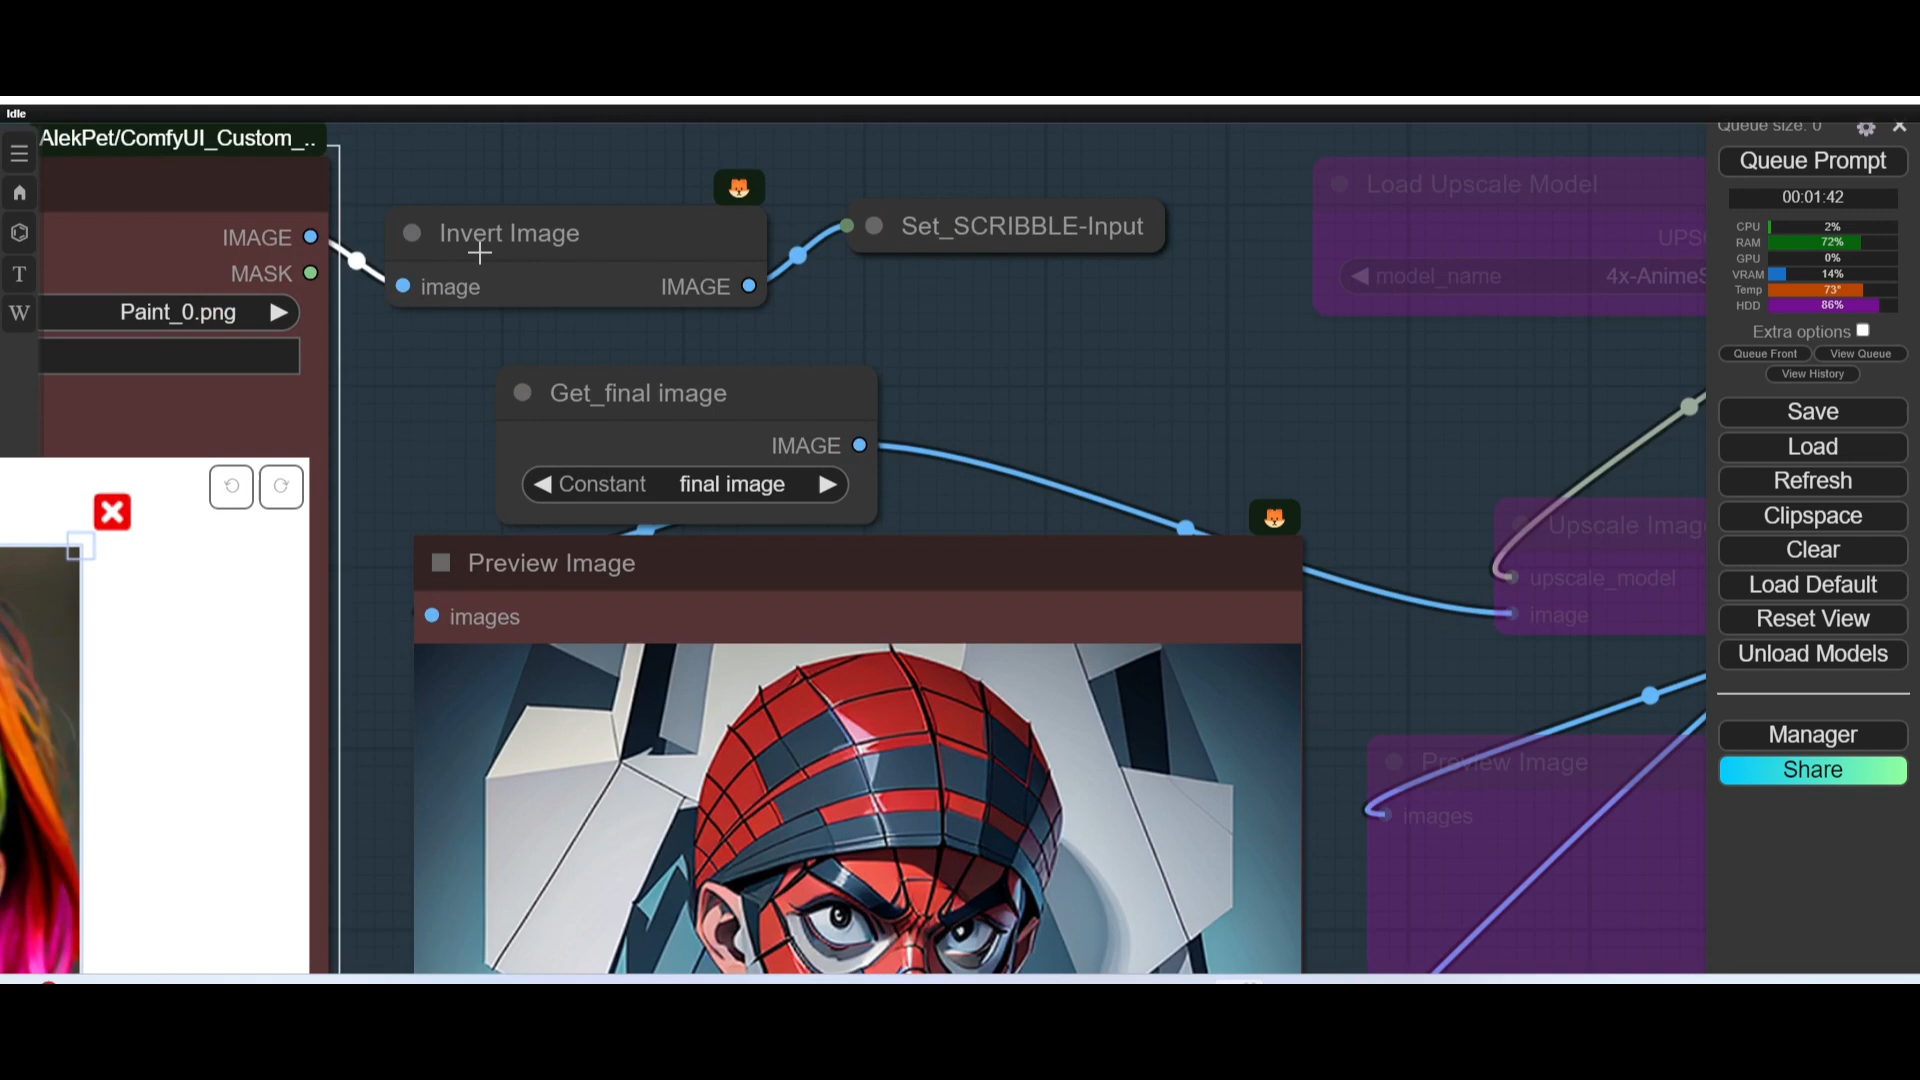 Idle
AlekPet/ComfyUI_Custom_..
IMAGE
MASK
Paint_0.png
T
W
Invert Image
image IMAGE
Set_SCRIBBLE-Input
Get_final image
IMAGE
Constant final image
Preview Image
images
Load Upscale Model
UPS
model_name 4x-AnimeS
Upscale Imag
upscale_model
image
Preview Image
images
Queue size: 0
Queue Prompt
00:01:42
CPU 2%
RAM 72%
GPU 0%
VRAM 14%
Temp 73°
HDD 86%
Extra options
Queue Front View Queue
View History
Save
Load
Refresh
Clipspace
Clear
Load Default
Reset View
Unload Models
Manager
Share